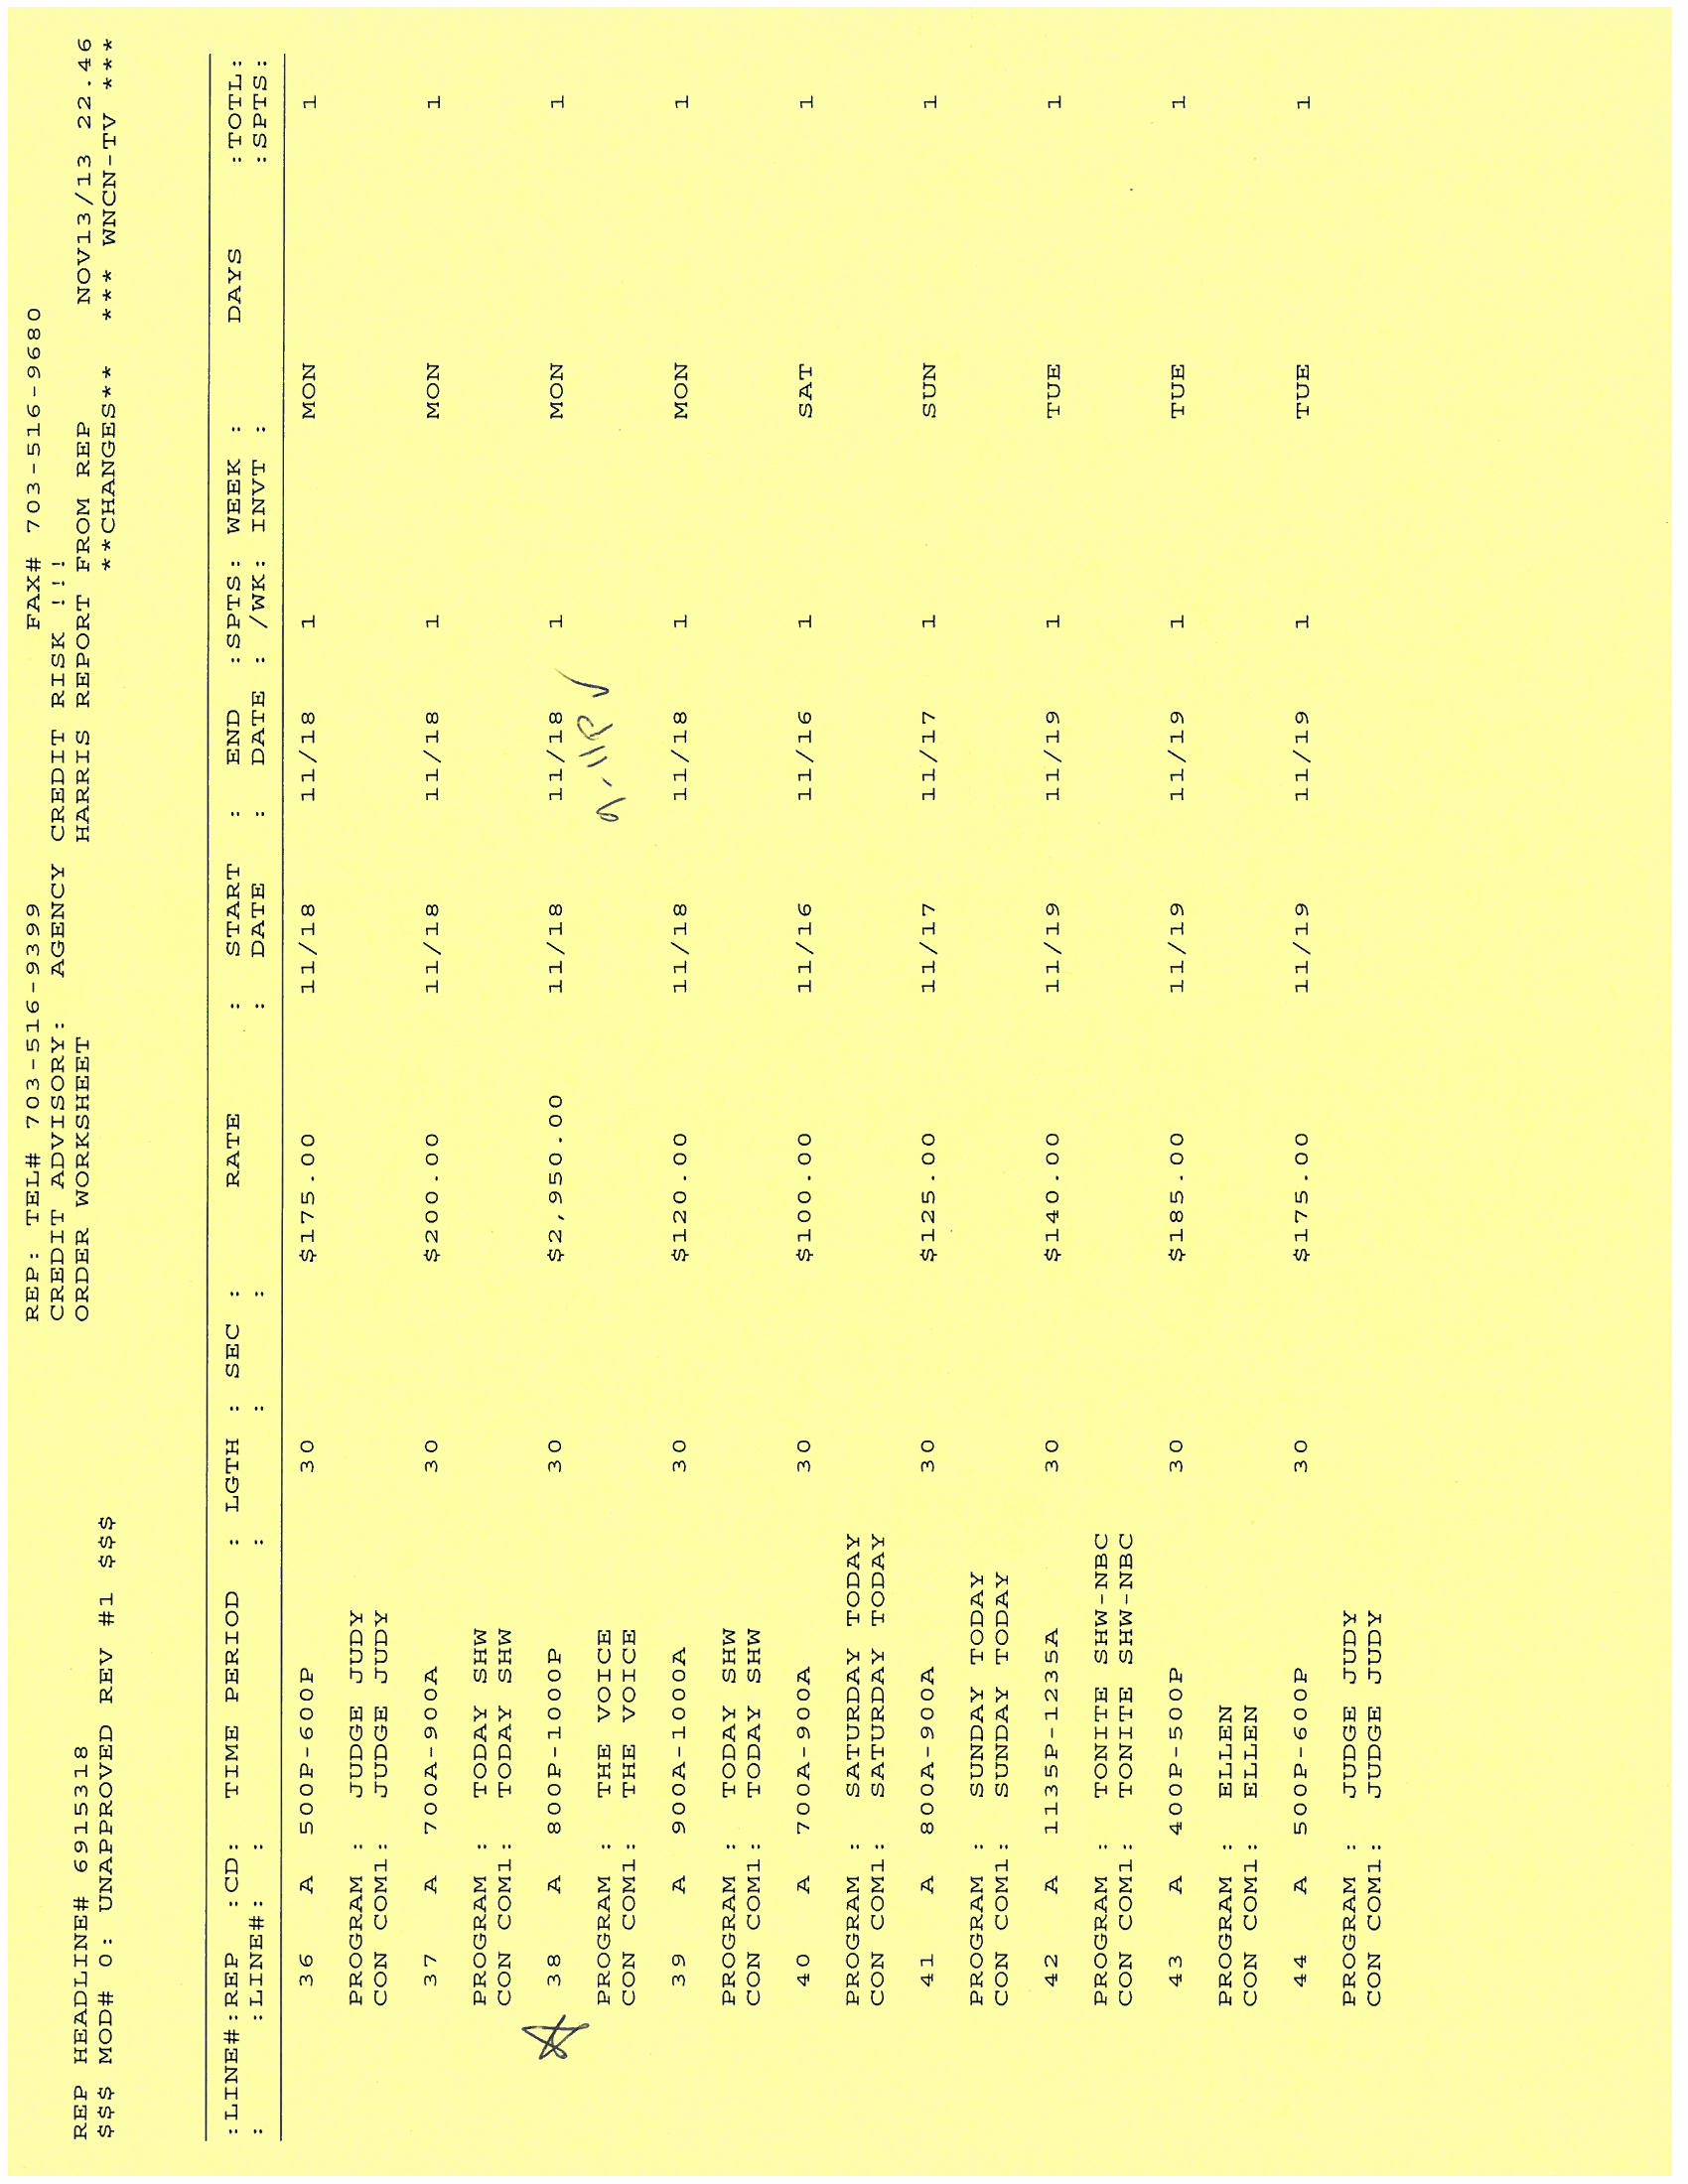 REP: TEL# 703-516-9399 FAX# 703-516-9680
CREDIT ADVISORY: AGENCY CREDIT RISK !!!
REP HEADLINE# 6915318 ORDER WORKSHEET HARRIS REPORT FROM REP NOV13/13 22.46
$$$ MOD# 0: UNAPPROVED REV #1 $$$ **CHANGES** *** WNCN-TV ***
:LINE#:REP :CD: TIME PERIOD : LGTH : SEC : RATE : START : END :SPTS: WEEK : DAYS :TOTL:
: :LINE#: : : : : DATE : DATE : /WK: INVT : :SPTS:
36 A 500P-600P 30 $175.00 11/18 11/18 1 MON 1
PROGRAM : JUDGE JUDY
CON COM1: JUDGE JUDY
37 A 700A-900A 30 $200.00 11/18 11/18 1 MON 1
PROGRAM : TODAY SHW
CON COM1: TODAY SHW
38 A 800P-1000P 30 $2,950.00 11/18 11/18 1 MON 1
PROGRAM : THE VOICE 9-11P
CON COM1: THE VOICE
39 A 900A-1000A 30 $120.00 11/18 11/18 1 MON 1
PROGRAM : TODAY SHW
CON COM1: TODAY SHW
40 A 700A-900A 30 $100.00 11/16 11/16 1 SAT 1
PROGRAM : SATURDAY TODAY
CON COM1: SATURDAY TODAY
41 A 800A-900A 30 $125.00 11/17 11/17 1 SUN 1
PROGRAM : SUNDAY TODAY
CON COM1: SUNDAY TODAY
42 A 1135P-1235A 30 $140.00 11/19 11/19 1 TUE 1
PROGRAM : TONITE SHW-NBC
CON COM1: TONITE SHW-NBC
43 A 400P-500P 30 $185.00 11/19 11/19 1 TUE 1
PROGRAM : ELLEN
CON COM1: ELLEN
44 A 500P-600P 30 $175.00 11/19 11/19 1 TUE 1
PROGRAM : JUDGE JUDY
CON COM1: JUDGE JUDY